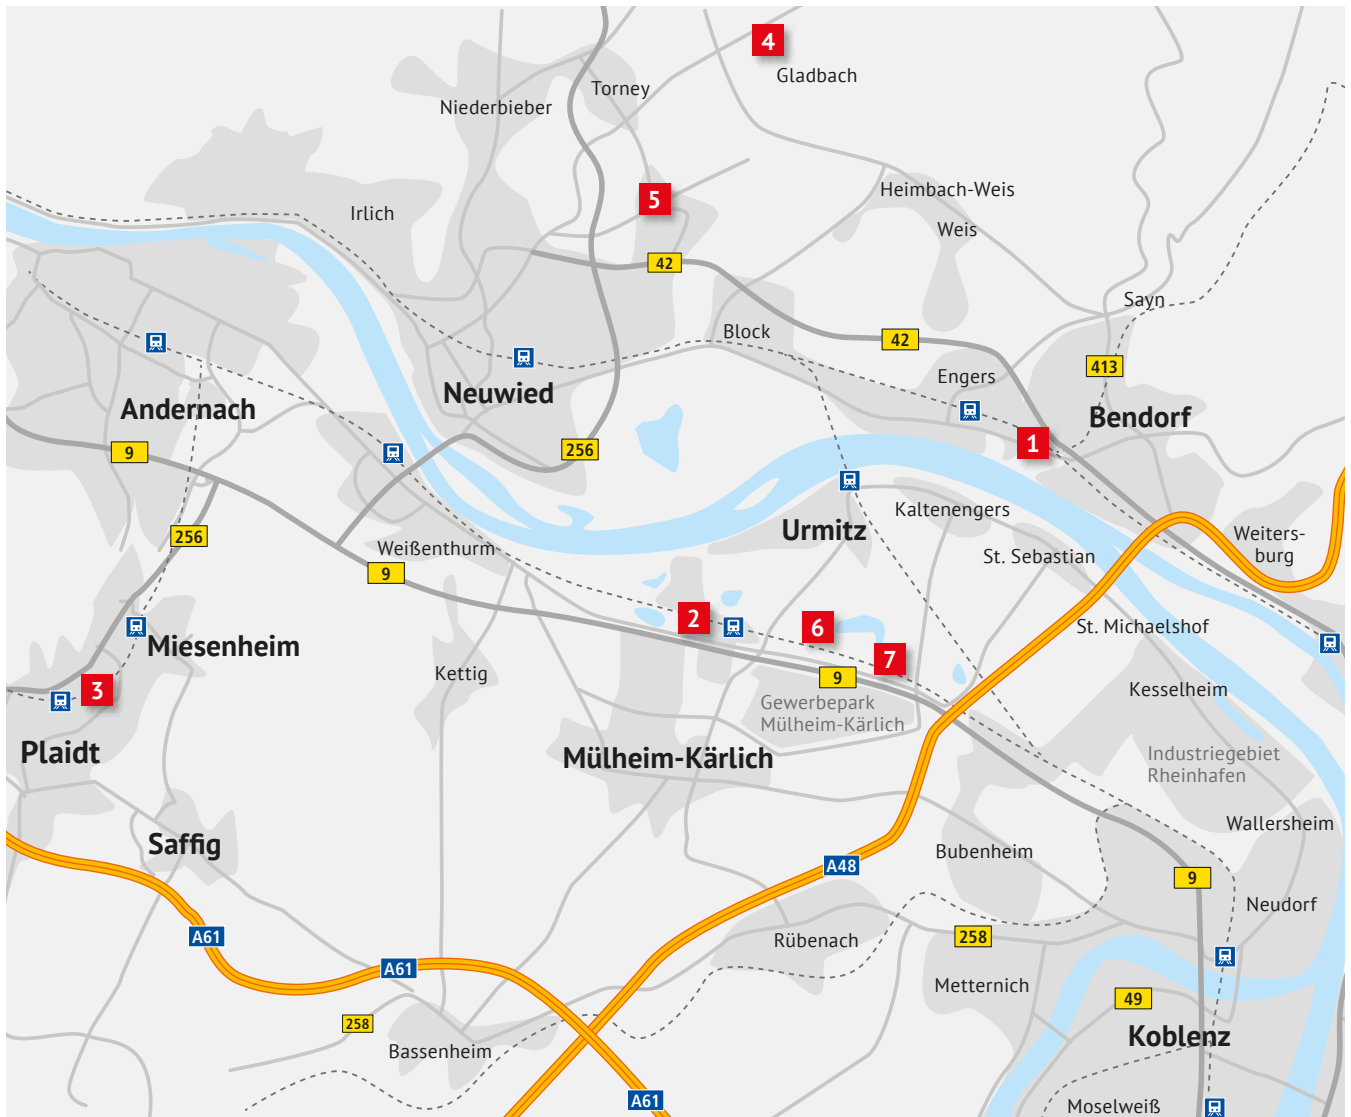 4
Gladbach
Torney
Niederbieber
5
Heimbach-Weis
Irlich
Weis
42
Sayn
Block
42
413
Engers
Neuwied
Andernach
Bendorf
1
9
256
Urmitz
Kaltenengers
256
Weißenthurm
9
St. Sebastian
Weiters-
burg
2
6
St. Michaelshof
Miesenheim
7
Kettig
9
3
Kesselheim
Gewerbepark
Mülheim-Kärlich
Plaidt
Mülheim-Kärlich
Industriegebiet
Rheinhafen
Wallersheim
Saffig
Bubenheim
A48
9
Neudorf
A61
Rübenach
258
A61
Metternich
49
258
Koblenz
Bassenheim
A61
Moselweiß